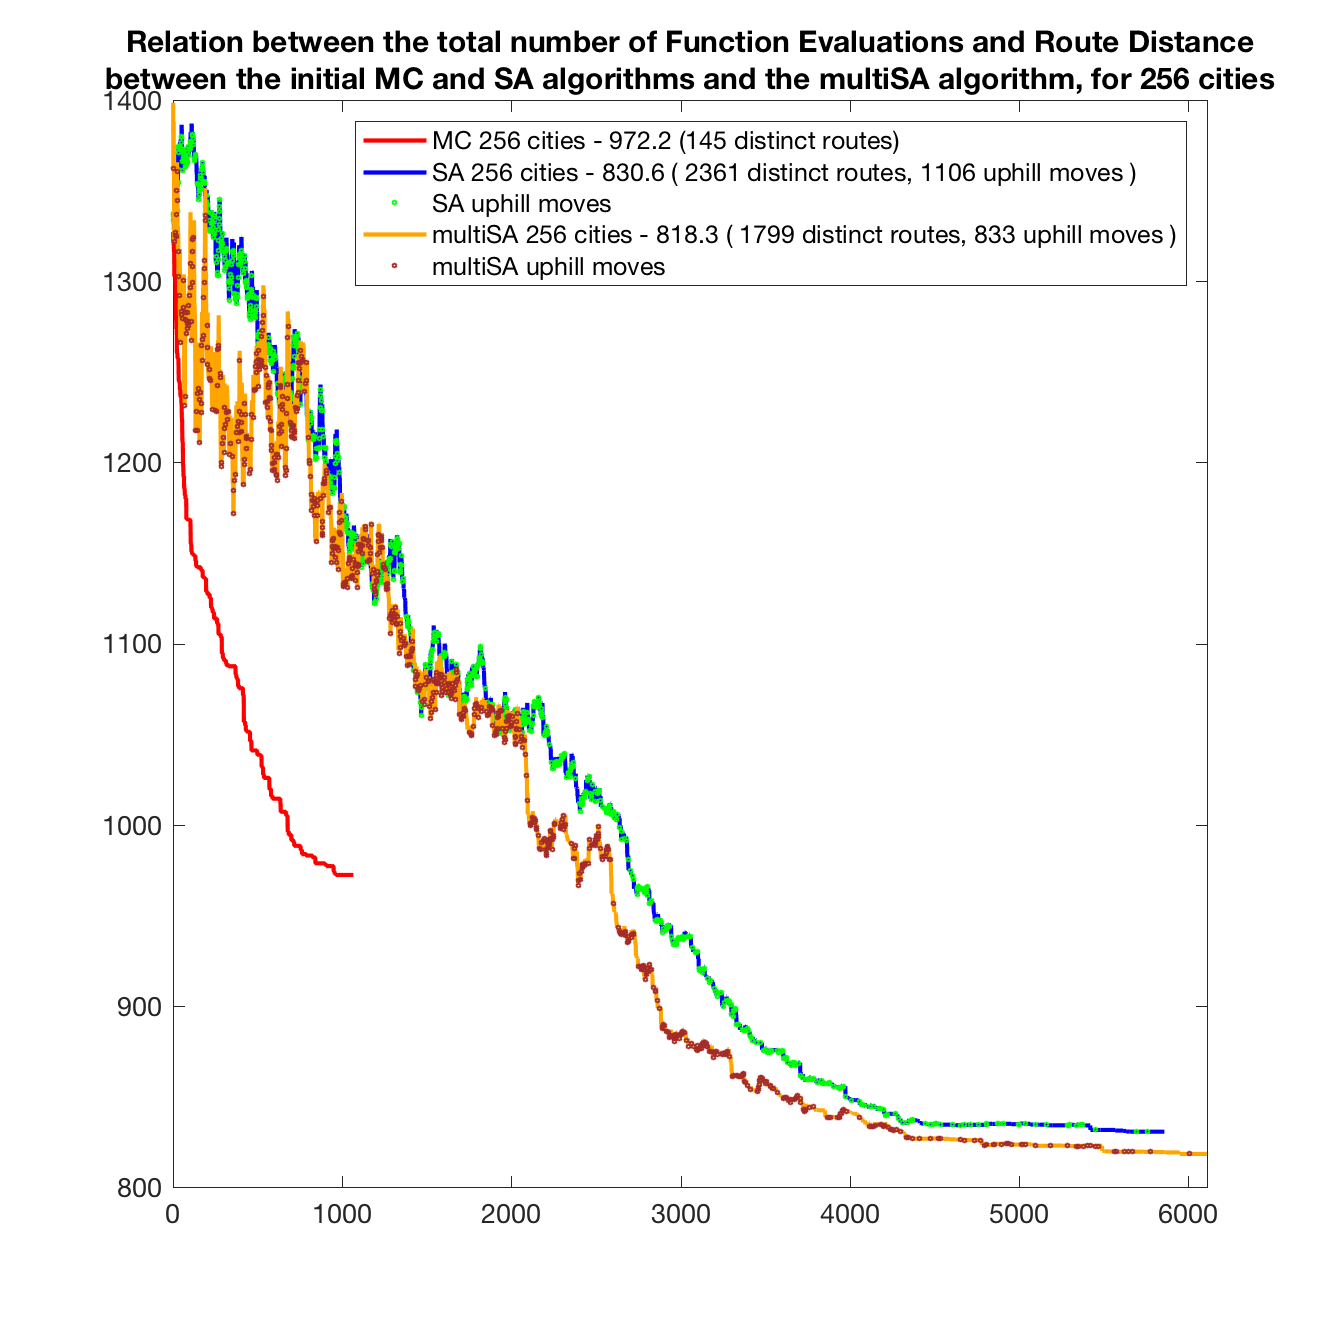 Relation between the total number of Function Evaluations and Route Distance
between the initial MC and SA algorithms and the multiSA algorithm, for 256 cities
1400
MC 256 cities - 972.2 (145 distinct routes)
SA 256 cities - 830.6 ( 2361 distinct routes, 1106 uphill moves )
SA uphill moves
multiSA 256 cities - 818.3 ( 1799 distinct routes, 833 uphill moves )
multiSA uphill moves
1300
1200
1100
1000
900
800
0 1000 2000 3000 4000 5000 6000